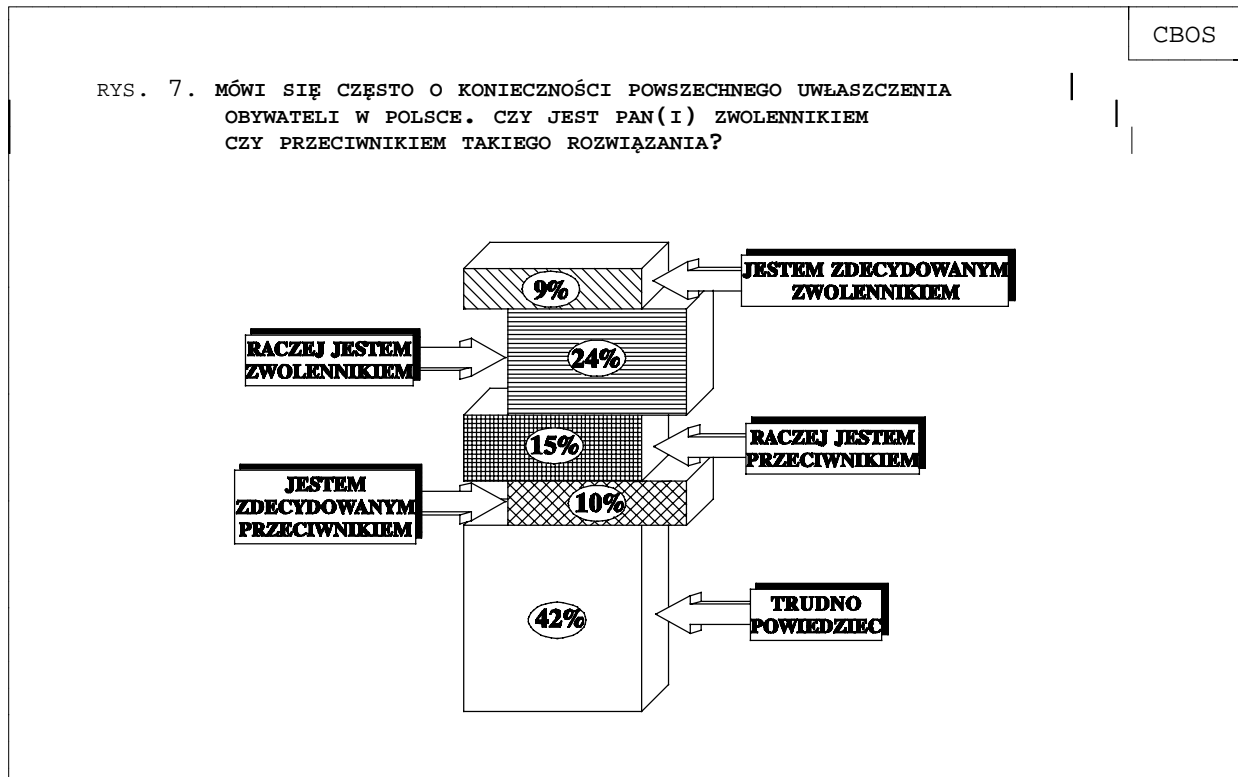 CBOS
RYS. 7. MÓWI SIĘ CZĘSTO O KONIECZNOŚCI POWSZECHNEGO UWŁASZCZENIA
OBYWATELI W POLSCE. CZY JEST PAN(I) ZWOLENNIKIEM
CZY PRZECIWNIKIEM TAKIEGO ROZWIĄZANIA?
9%
JESTEM ZDECYDOWANYM
ZWOLENNIKIEM
RACZEJ JESTEM
ZWOLENNIKIEM
24%
15%
RACZEJ JESTEM
PRZECIWNIKIEM
JESTEM
ZDECYDOWANYM
PRZECIWNIKIEM
10%
42%
TRUDNO
POWIEDZIEC